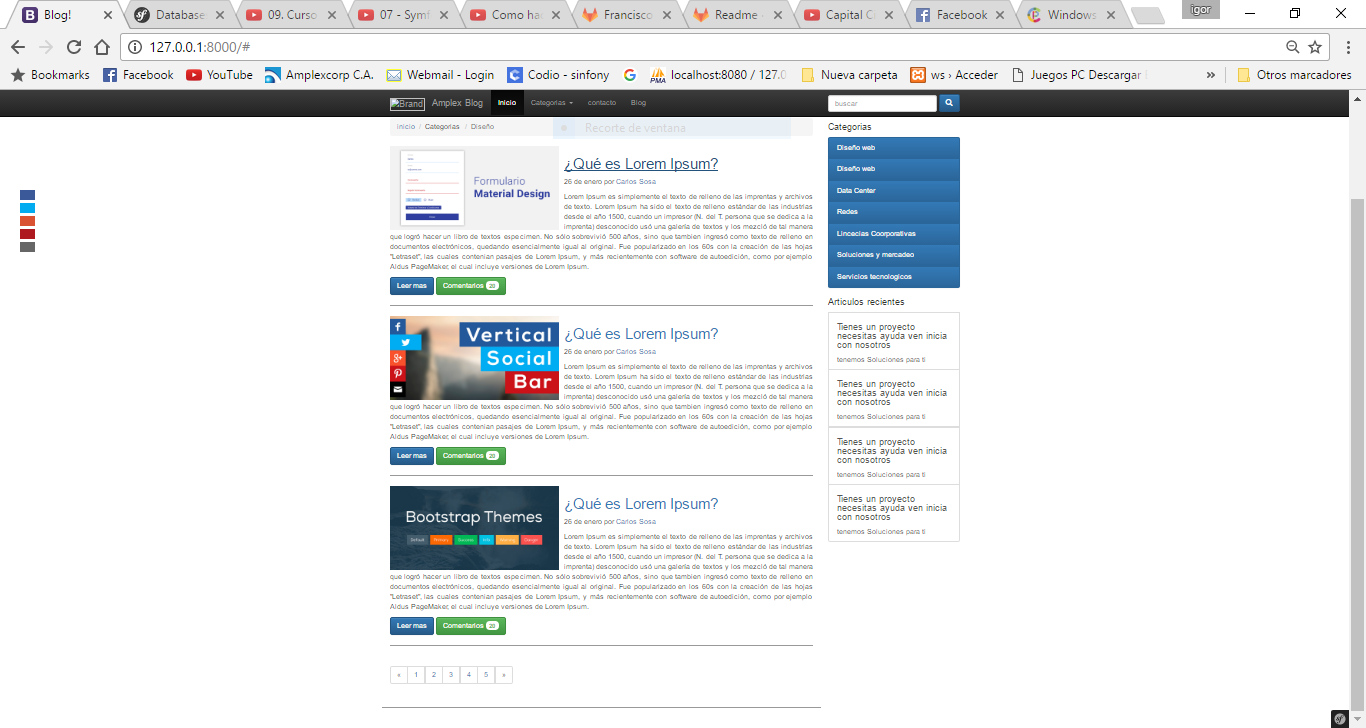 Blog!
Database
09. Curso
07 - Symf
Como ha
Francisco
Readme
Capital C
Facebook
Windows
igor
127.0.0.1:8000/#
Bookmarks
Facebook
YouTube
Amplexcorp C.A.
Webmail - Login
Codio - sinfony
localhost:8080 / 127.0
Nueva carpeta
ws › Acceder
Juegos PC Descargar
»
Otros marcadores
Brand
Amplex Blog
Inicio
Categorias
contacto
Blog
buscar
inicio / Categorias / Diseño
Recorte de ventana
Formulario
Material Design
¿Qué es Lorem Ipsum?
26 de enero por Carlos Sosa
Lorem Ipsum es simplemente el texto de relleno de las imprentas y archivos
de texto. Lorem Ipsum ha sido el texto de relleno estándar de las industrias
desde el año 1500, cuando un impresor (N. del T. persona que se dedica a la
imprenta) desconocido usó una galería de textos y los mezcló de tal manera
que logró hacer un libro de textos especimen. No sólo sobrevivió 500 años, sino que tambien ingresó como texto de relleno en
documentos electrónicos, quedando esencialmente igual al original. Fue popularizado en los 60s con la creación de las hojas
"Letraset", las cuales contenian pasajes de Lorem Ipsum, y más recientemente con software de autoedición, como por ejemplo
Aldus PageMaker, el cual incluye versiones de Lorem Ipsum.
Leer mas
Comentarios 20
Vertical
Social
Bar
¿Qué es Lorem Ipsum?
26 de enero por Carlos Sosa
Lorem Ipsum es simplemente el texto de relleno de las imprentas y archivos
de texto. Lorem Ipsum ha sido el texto de relleno estándar de las industrias
desde el año 1500, cuando un impresor (N. del T. persona que se dedica a la
imprenta) desconocido usó una galería de textos y los mezcló de tal manera
que logró hacer un libro de textos especimen. No sólo sobrevivió 500 años, sino que tambien ingresó como texto de relleno en
documentos electrónicos, quedando esencialmente igual al original. Fue popularizado en los 60s con la creación de las hojas
"Letraset", las cuales contenian pasajes de Lorem Ipsum, y más recientemente con software de autoedición, como por ejemplo
Aldus PageMaker, el cual incluye versiones de Lorem Ipsum.
Leer mas
Comentarios 20
Bootstrap Themes
Default
Primary
Success
Info
Warning
Danger
¿Qué es Lorem Ipsum?
26 de enero por Carlos Sosa
Lorem Ipsum es simplemente el texto de relleno de las imprentas y archivos
de texto. Lorem Ipsum ha sido el texto de relleno estándar de las industrias
desde el año 1500, cuando un impresor (N. del T. persona que se dedica a la
imprenta) desconocido usó una galería de textos y los mezcló de tal manera
que logró hacer un libro de textos especimen. No sólo sobrevivió 500 años, sino que tambien ingresó como texto de relleno en
documentos electrónicos, quedando esencialmente igual al original. Fue popularizado en los 60s con la creación de las hojas
"Letraset", las cuales contenian pasajes de Lorem Ipsum, y más recientemente con software de autoedición, como por ejemplo
Aldus PageMaker, el cual incluye versiones de Lorem Ipsum.
Leer mas
Comentarios 20
« 1 2 3 4 5 »
Categorias
Diseño web
Diseño web
Data Center
Redes
Lincecias Coorporativas
Soluciones y mercadeo
Servicios tecnologicos
Articulos recientes
Tienes un proyecto
necesitas ayuda ven inicia
con nosotros
tenemos Soluciones para ti
Tienes un proyecto
necesitas ayuda ven inicia
con nosotros
tenemos Soluciones para ti
Tienes un proyecto
necesitas ayuda ven inicia
con nosotros
tenemos Soluciones para ti
Tienes un proyecto
necesitas ayuda ven inicia
con nosotros
tenemos Soluciones para ti